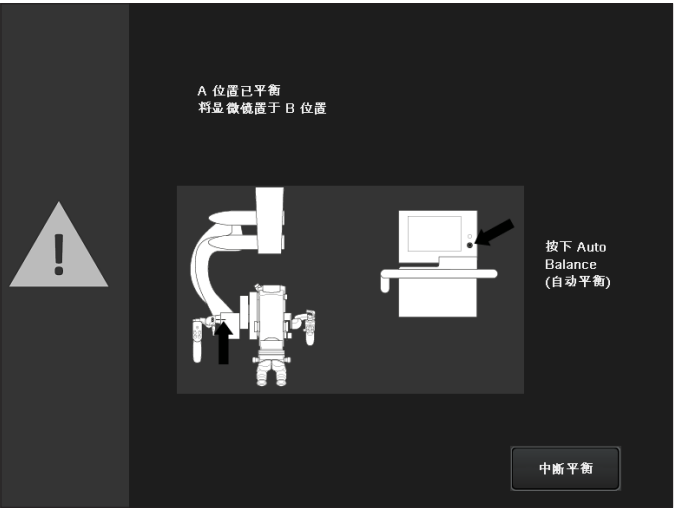 A 位置已平衡
将显微镜置于 B 位置
按下 Auto
Balance
(自动平衡)
中断平衡